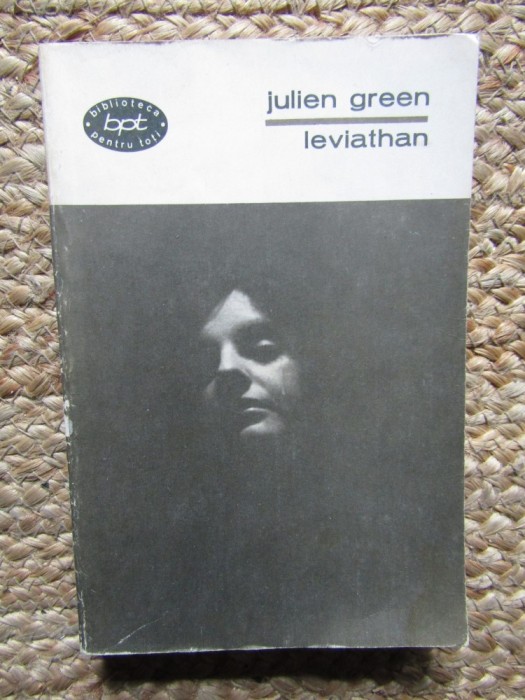 biblioteca
bpt
pentru toți
julien green
leviathan